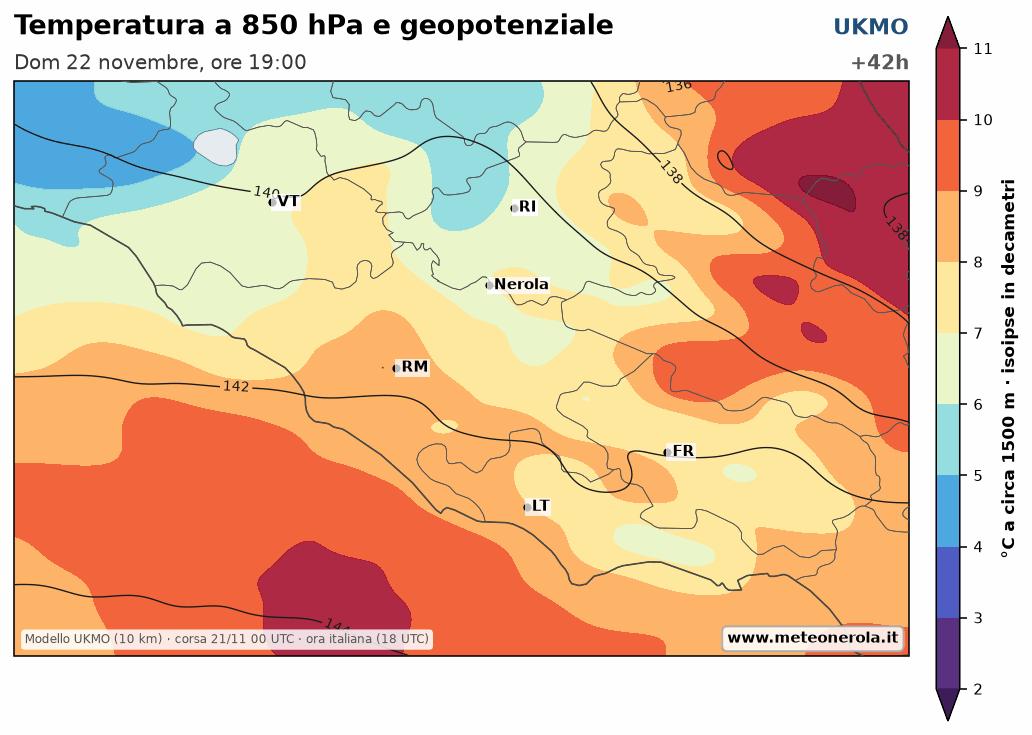 Temperatura a 850 hPa e geopotenziale
UKMO
Dom 22 novembre, ore 19:00
+42h
136
138
140
VT
RI
138
Nerola
RM
142
FR
LT
144
Modello UKMO (10 km) · corsa 21/11 00 UTC · ora italiana (18 UTC)
www.meteonerola.it
11
10
9
8
7
6
5
4
3
2
°C a circa 1500 m · isoipse in decametri